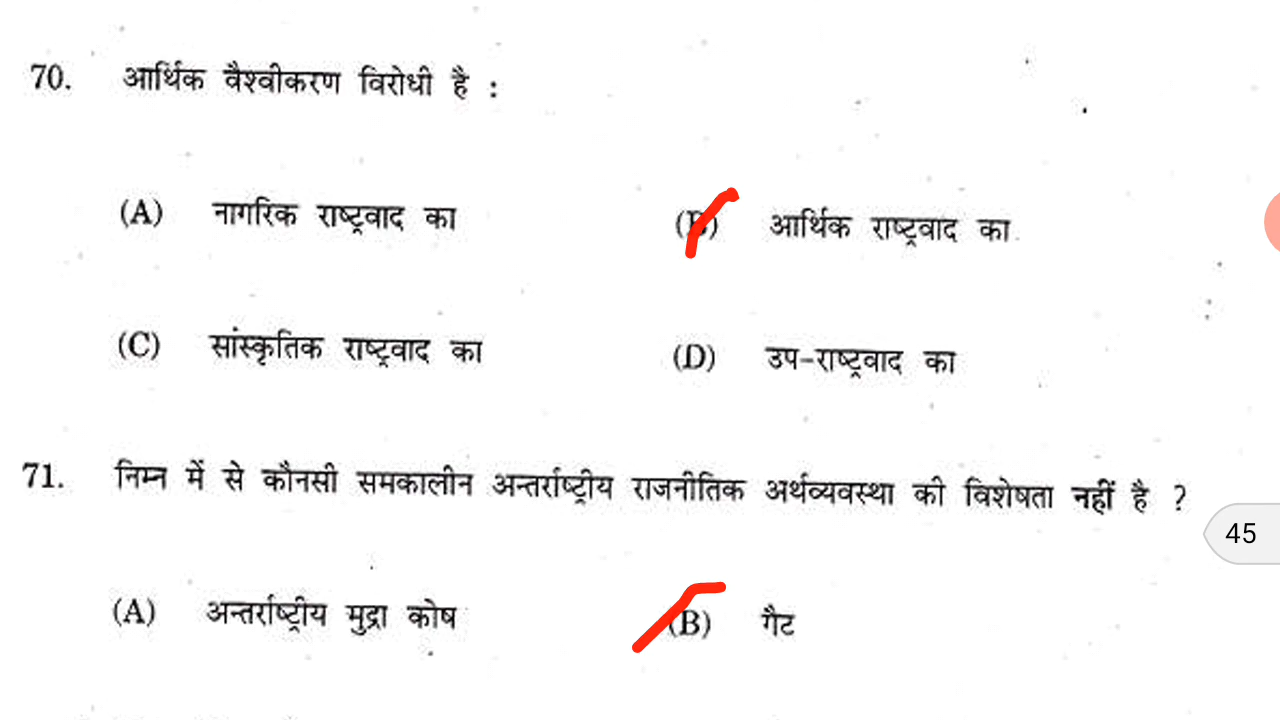 70. आर्थिक वैश्वीकरण विरोधी है :
(A) नागरिक राष्ट्रवाद का (B) आर्थिक राष्ट्रवाद का
(C) सांस्कृतिक राष्ट्रवाद का (D) उप-राष्ट्रवाद का
71. निम्न में से कौनसी समकालीन अन्तर्राष्ट्रीय राजनीतिक अर्थव्यवस्था की विशेषता नहीं है ?
45
(A) अन्तर्राष्ट्रीय मुद्रा कोष (B) गैट